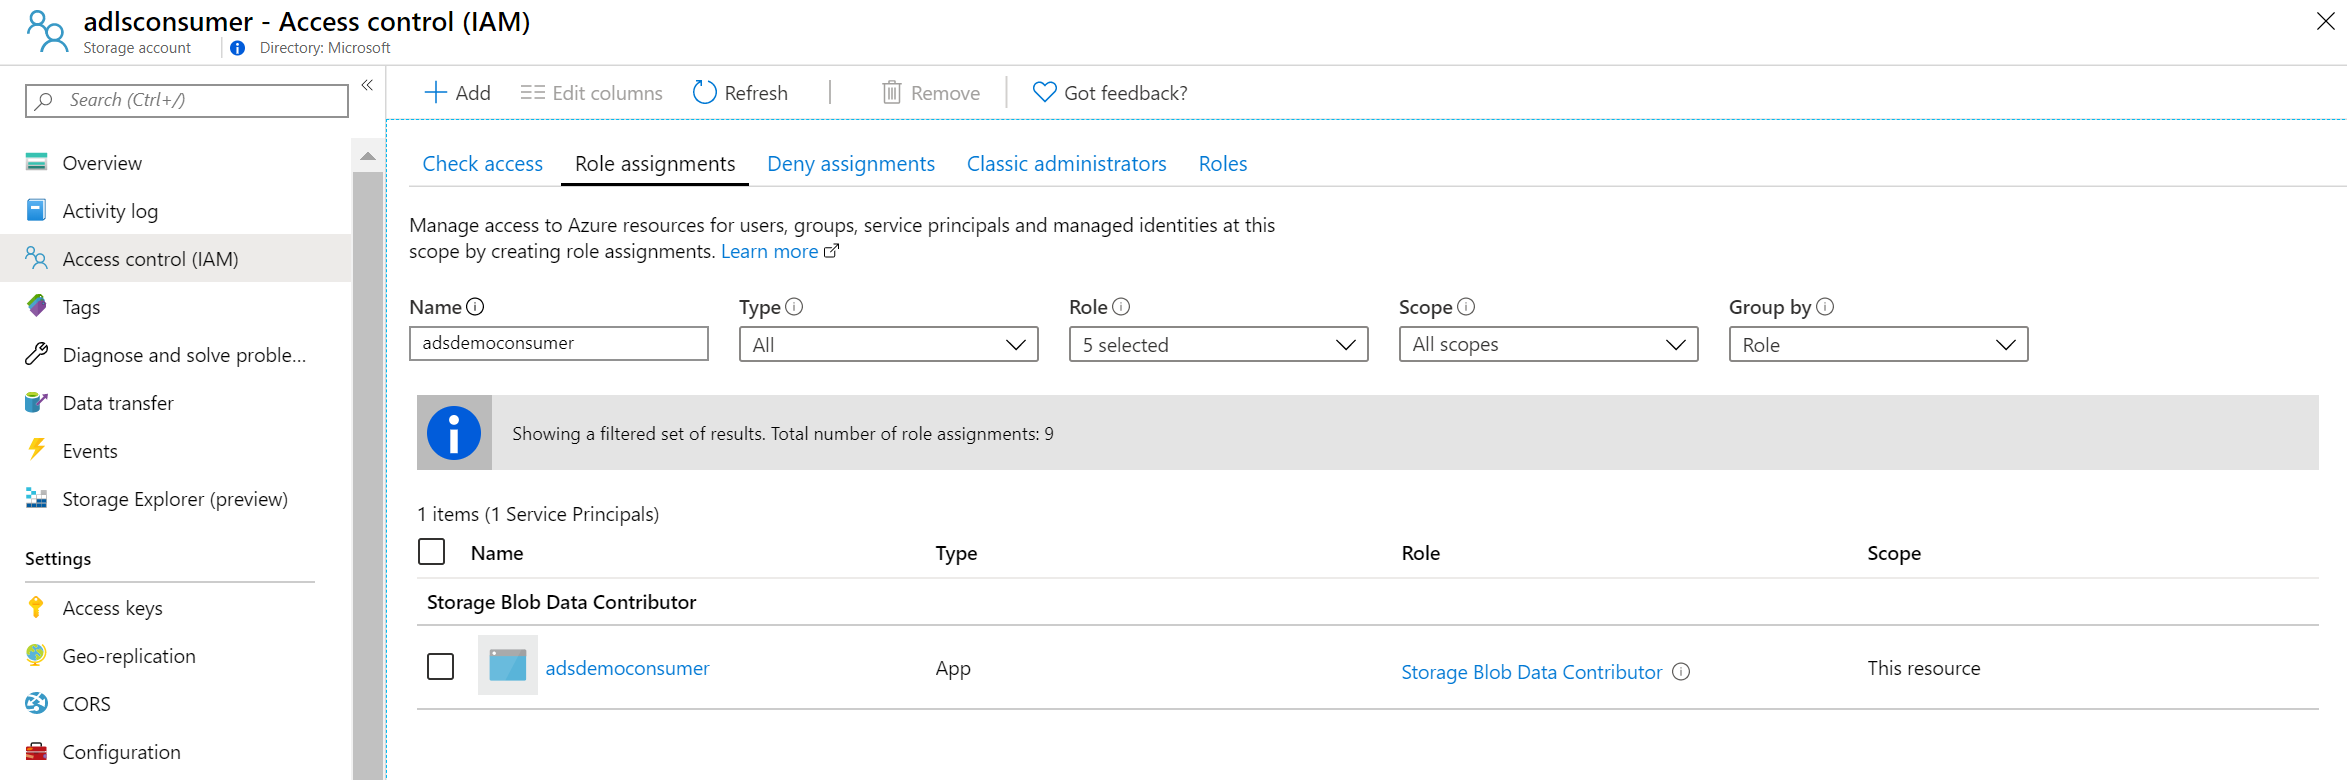 adlsconsumer - Access control (IAM)
Storage account
Directory: Microsoft
Search (Ctrl+/)
Overview
Activity log
Access control (IAM)
Tags
Diagnose and solve proble...
Data transfer
Events
Storage Explorer (preview)
Settings
Access keys
Geo-replication
CORS
Configuration
Add
Edit columns
Refresh
Remove
Got feedback?
Check access
Role assignments
Deny assignments
Classic administrators
Roles
Manage access to Azure resources for users, groups, service principals and managed identities at this
scope by creating role assignments. Learn more
Name
adsdemoconsumer
Type
All
Role
5 selected
Scope
All scopes
Group by
Role
Showing a filtered set of results. Total number of role assignments: 9
1 items (1 Service Principals)
Name Type Role Scope
Storage Blob Data Contributor
adsdemoconsumer App Storage Blob Data Contributor This resource